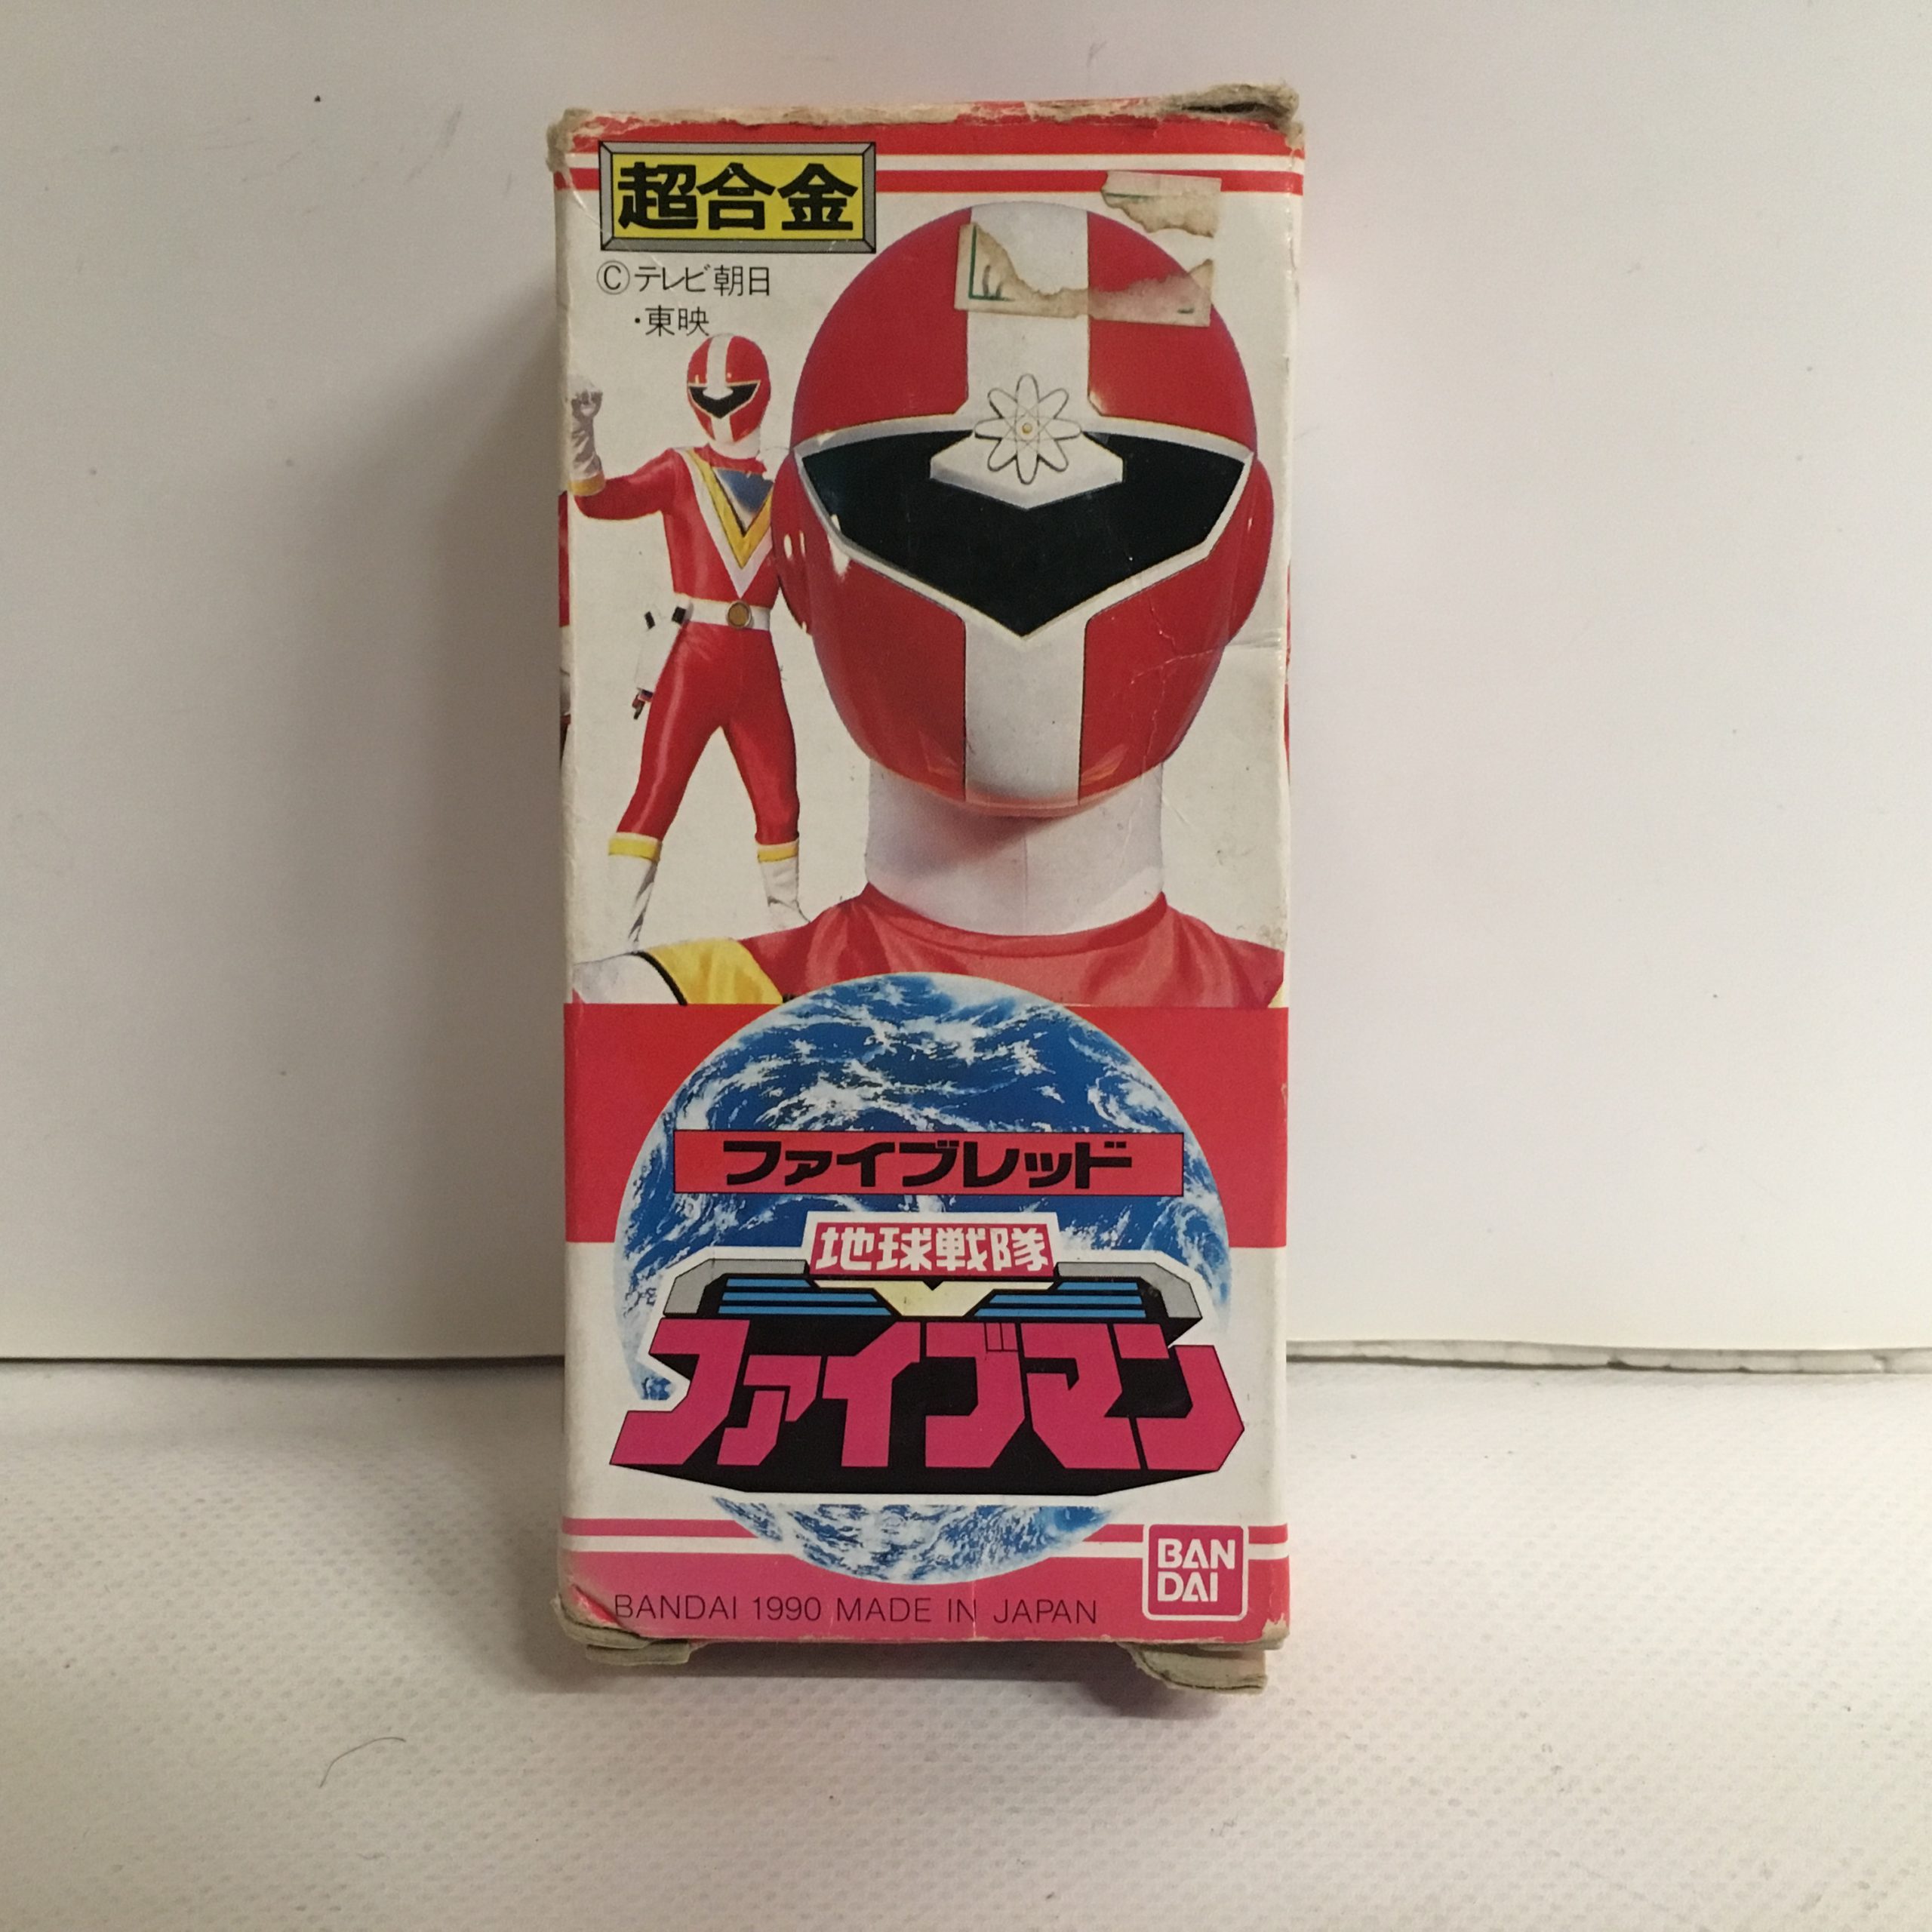 超合金
©テレビ朝日
・東映
ファイブレッド
地球戦隊
ファイブマン
BAN
DAI
BANDAI 1990 MADE IN JAPAN